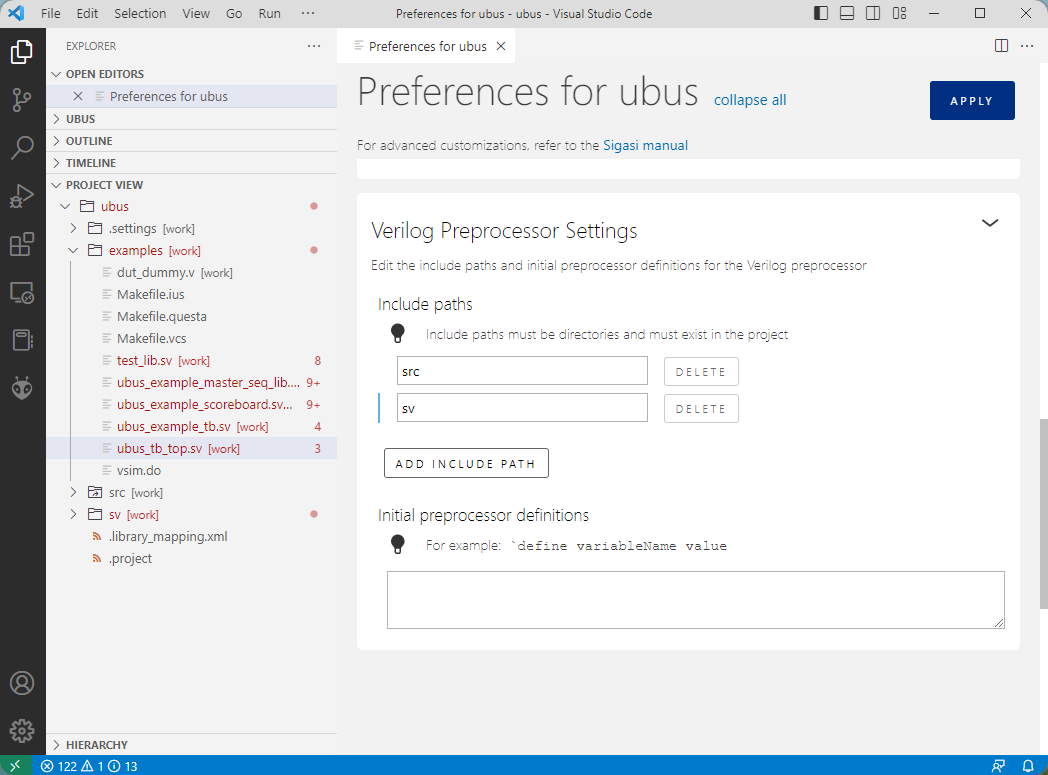 File Edit Selection View Go Run ··· Preferences for ubus - ubus - Visual Studio Code
EXPLORER ···
OPEN EDITORS
Preferences for ubus
UBUS
OUTLINE
TIMELINE
PROJECT VIEW
ubus
.settings [work]
examples [work]
dut_dummy.v [work]
Makefile.ius
Makefile.questa
Makefile.vcs
test_lib.sv [work] 8
ubus_example_master_seq_lib.... 9+
ubus_example_scoreboard.sv... 9+
ubus_example_tb.sv [work] 4
ubus_tb_top.sv [work] 3
vsim.do
src [work]
sv [work]
.library_mapping.xml
.project
HIERARCHY
Preferences for ubus
Preferences for ubus collapse all
APPLY
For advanced customizations, refer to the Sigasi manual
Verilog Preprocessor Settings
Edit the include paths and initial preprocessor definitions for the Verilog preprocessor
Include paths
Include paths must be directories and must exist in the project
src DELETE
sv DELETE
ADD INCLUDE PATH
Initial preprocessor definitions
For example: `define variableName value
122 1 13